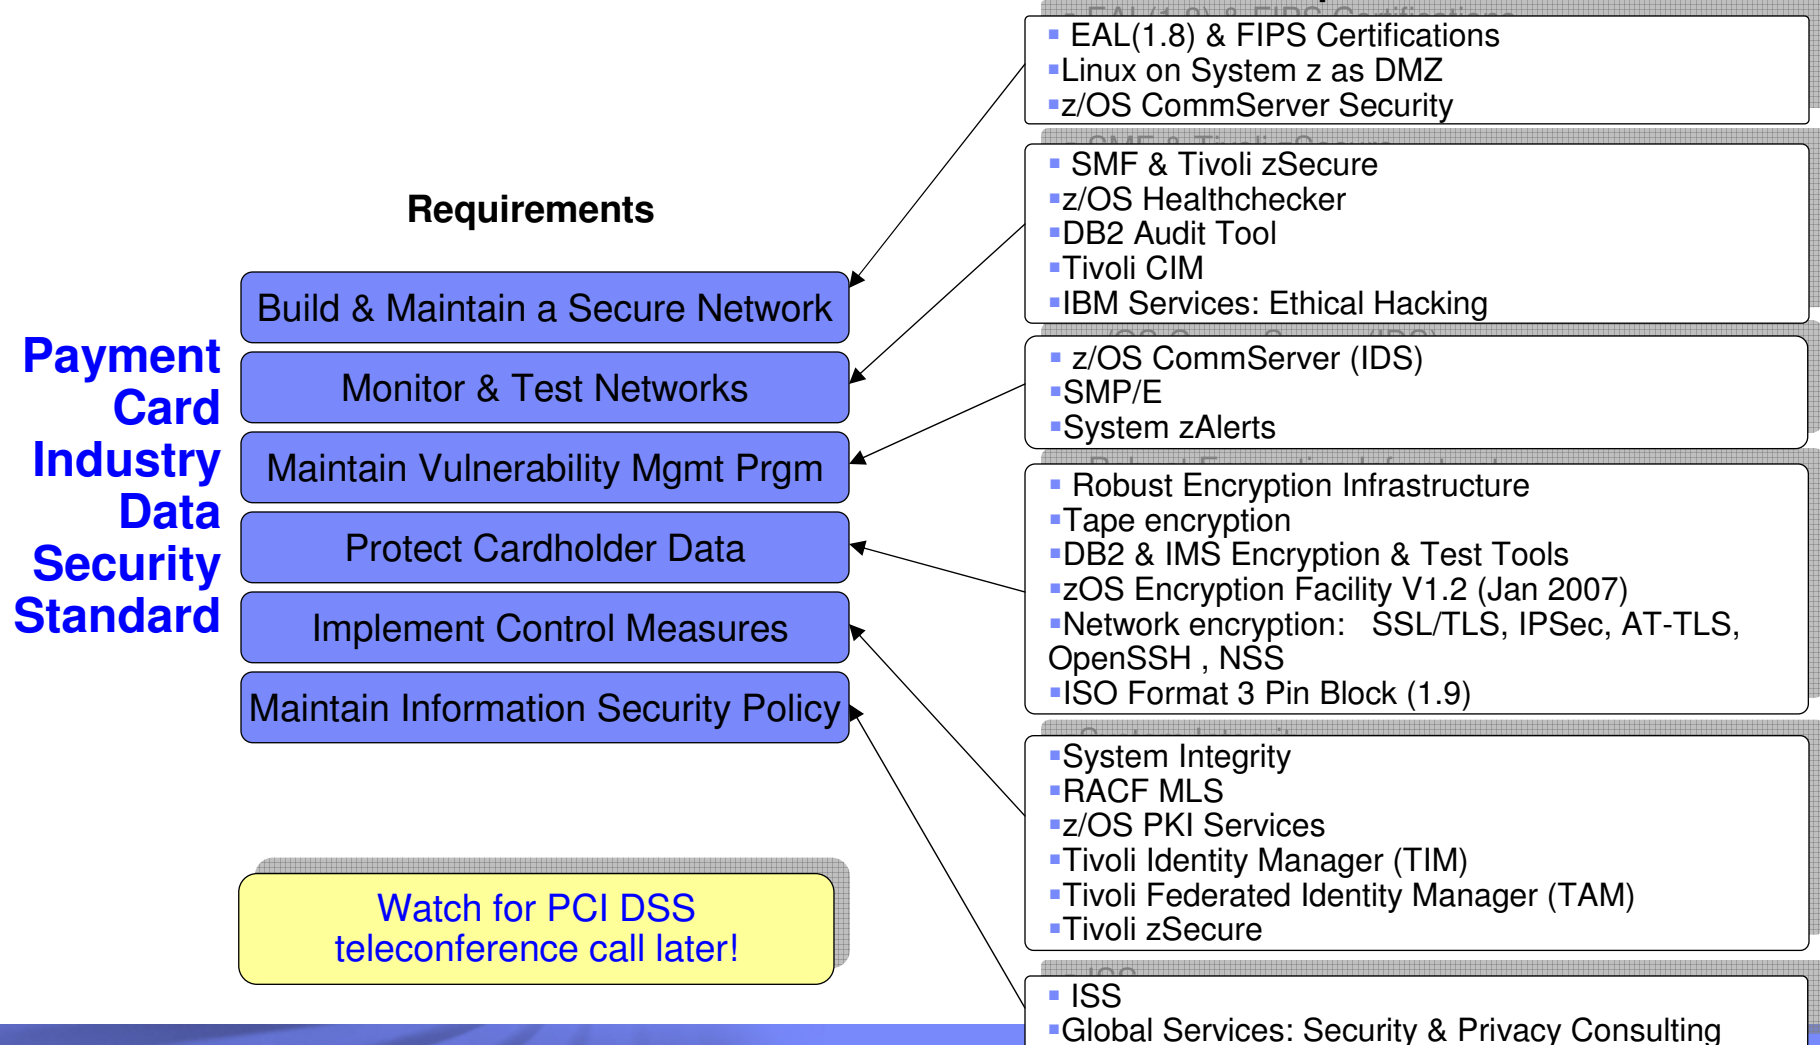 Requirements
Payment
Card
Industry
Data
Security
Standard
Build & Maintain a Secure Network
Monitor & Test Networks
Maintain Vulnerability Mgmt Prgm
Protect Cardholder Data
Implement Control Measures
Maintain Information Security Policy
Watch for PCI DSS
teleconference call later!
▪ EAL(1.8) & FIPS Certifications
▪Linux on System z as DMZ
▪z/OS CommServer Security
▪ SMF & Tivoli zSecure
▪z/OS Healthchecker
▪DB2 Audit Tool
▪Tivoli CIM
▪IBM Services: Ethical Hacking
▪ z/OS CommServer (IDS)
▪SMP/E
▪System zAlerts
▪ Robust Encryption Infrastructure
▪Tape encryption
▪DB2 & IMS Encryption & Test Tools
▪zOS Encryption Facility V1.2 (Jan 2007)
▪Network encryption: SSL/TLS, IPSec, AT-TLS,
OpenSSH , NSS
▪ISO Format 3 Pin Block (1.9)
▪System Integrity
▪RACF MLS
▪z/OS PKI Services
▪Tivoli Identity Manager (TIM)
▪Tivoli Federated Identity Manager (TAM)
▪Tivoli zSecure
▪ ISS
▪Global Services: Security & Privacy Consulting